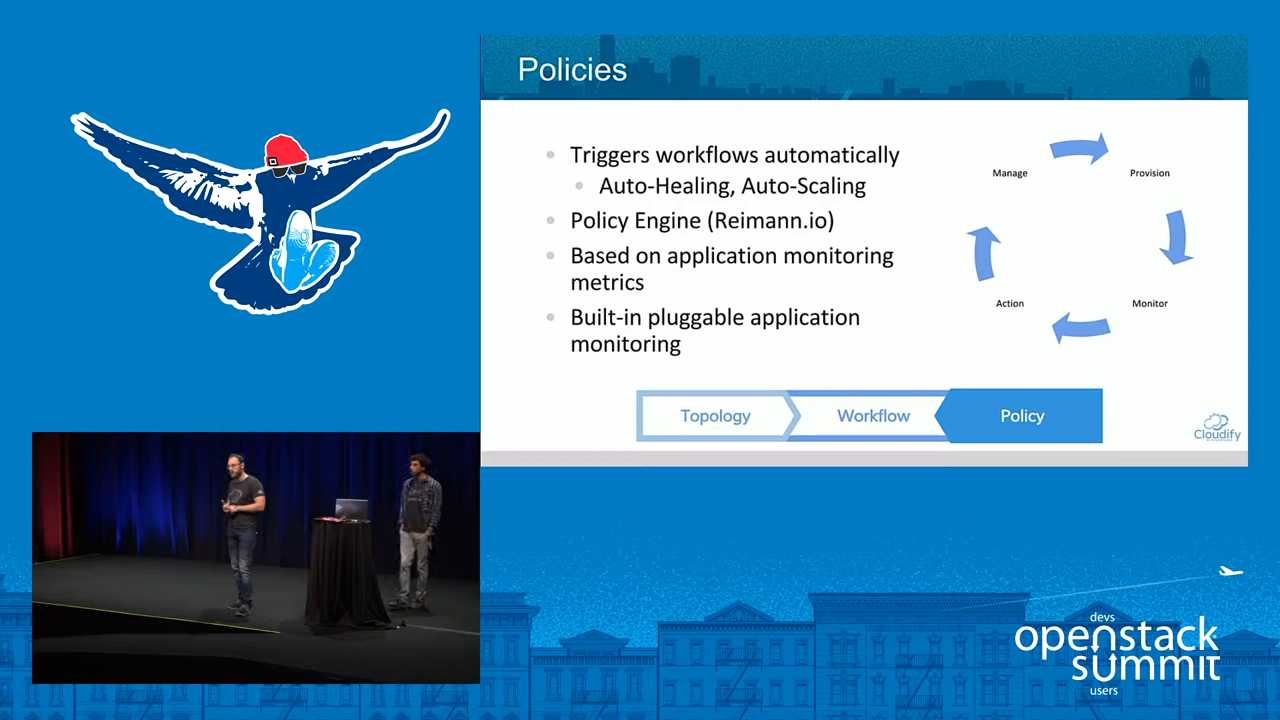 Policies
Triggers workflows automatically
Auto-Healing, Auto-Scaling
Policy Engine (Reimann.io)
Based on application monitoring
metrics
Built-in pluggable application
monitoring
Manage
Provision
Action
Monitor
Topology
Workflow
Policy
Cloudify
devs
openstack
summit
users